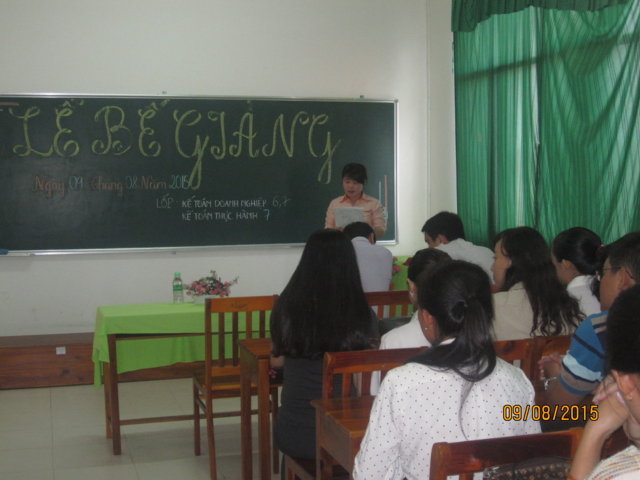 LỄ BẾ GIẢNG
Ngày 09 tháng 08 Năm 2015
LỚP KẾ TOÁN DOANH NGHIỆP 6,7
KẾ TOÁN THỰC HÀNH 7
09/08/2015